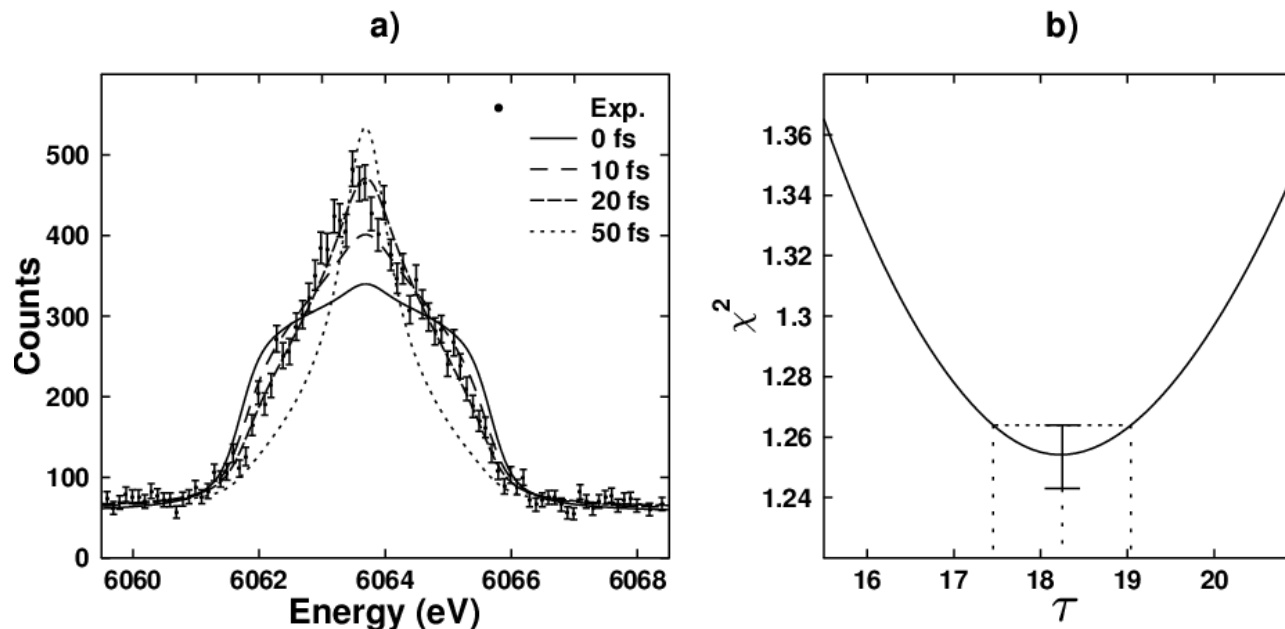 a)
Counts
500
400
300
200
100
0
Exp.
0 fs
10 fs
20 fs
50 fs
6060 6062 6064 6066 6068
Energy (eV)
b)
χ²
1.36
1.34
1.32
1.3
1.28
1.26
1.24
16 17 18 19 20
τ